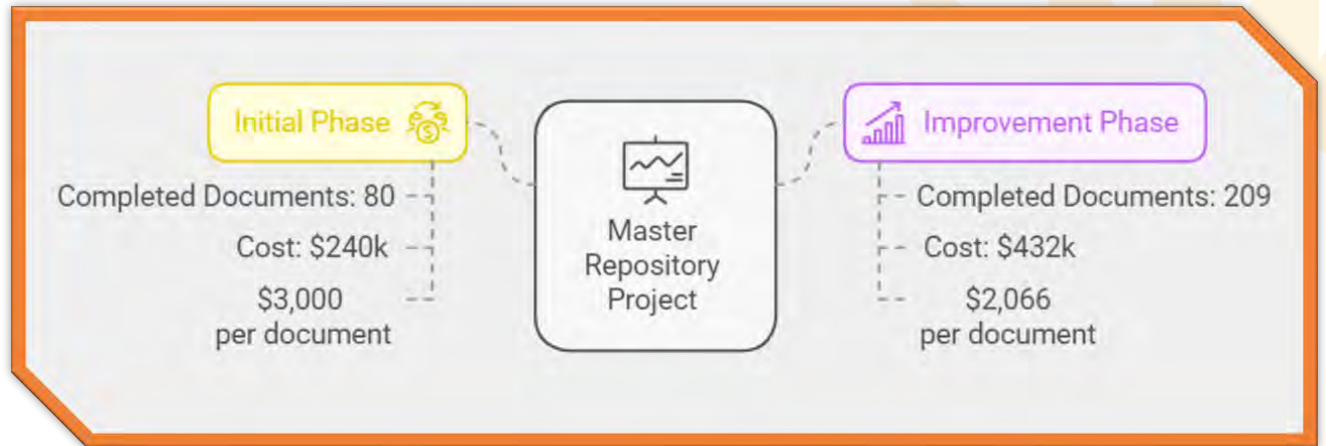 Initial Phase
Completed Documents: 80
Cost: $240k
$3,000
per document
Master
Repository
Project
Improvement Phase
Completed Documents: 209
Cost: $432k
$2,066
per document